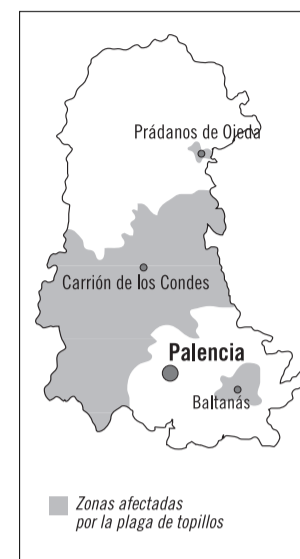 Prádanos de Ojeda
Carrión de los Condes
Palencia
Baltanás
Zonas afectadas
por la plaga de topillos